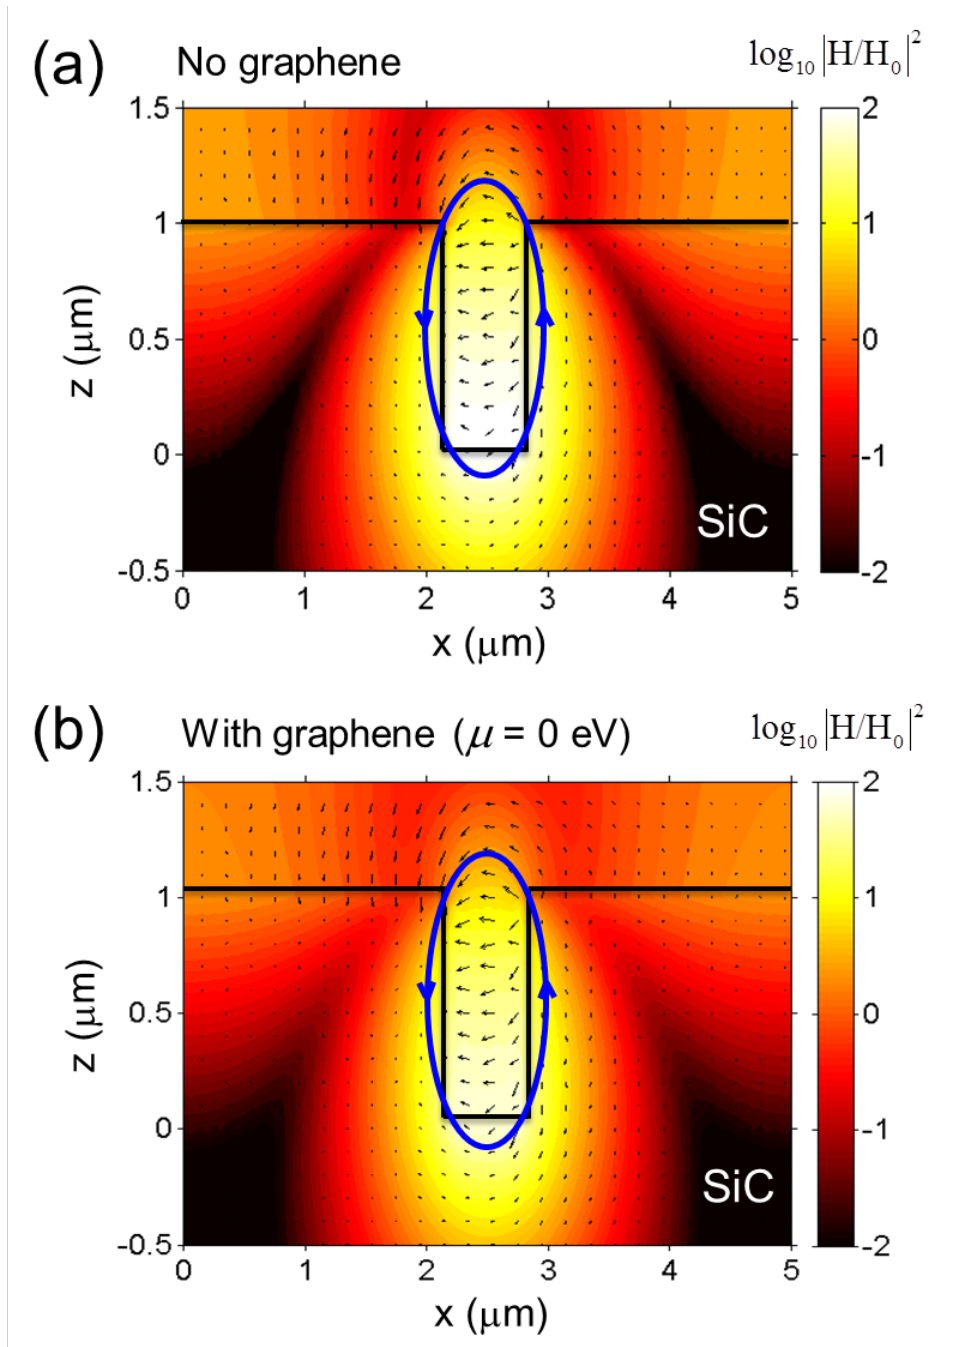 (a) No graphene log₁₀|H/H₀|²
1.5
1
0.5
0
-0.5
z (μm)
0 1 2 3 4 5
x (μm)
SiC
2
1
0
-1
-2
(b) With graphene (μ = 0 eV) log₁₀|H/H₀|²
1.5
1
0.5
0
-0.5
z (μm)
0 1 2 3 4 5
x (μm)
SiC
2
1
0
-1
-2